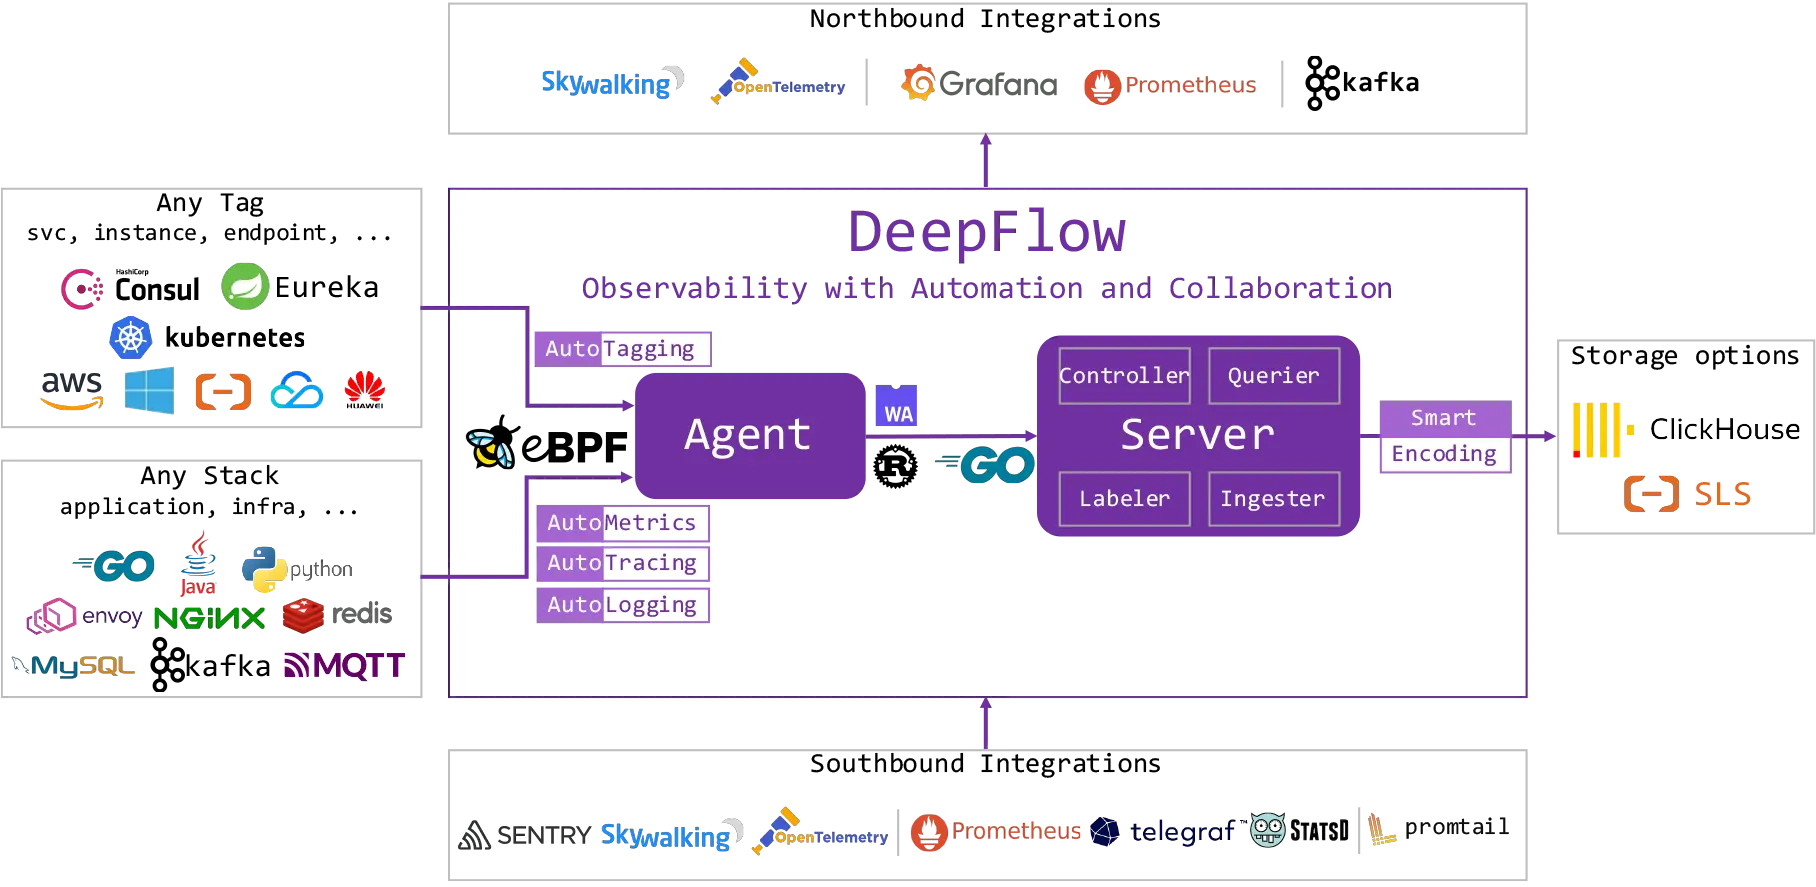 Northbound Integrations
Skywalking OpenTelemetry Grafana Prometheus kafka
Any Tag
svc, instance, endpoint, ...
HashiCorp
Consul Eureka
kubernetes
aws HUAWEI
Any Stack
application, infra, ...
GO Java python
envoy NGINX redis
MySQL kafka MQTT
DeepFlow
Observability with Automation and Collaboration
AutoTagging
eBPF
Agent
AutoMetrics
AutoTracing
AutoLogging
WA
R
GO
Controller Querier
Server
Labeler Ingester
Smart
Encoding
Storage options
ClickHouse
SLS
Southbound Integrations
SENTRY Skywalking OpenTelemetry Prometheus telegraf™ STATSD promtail